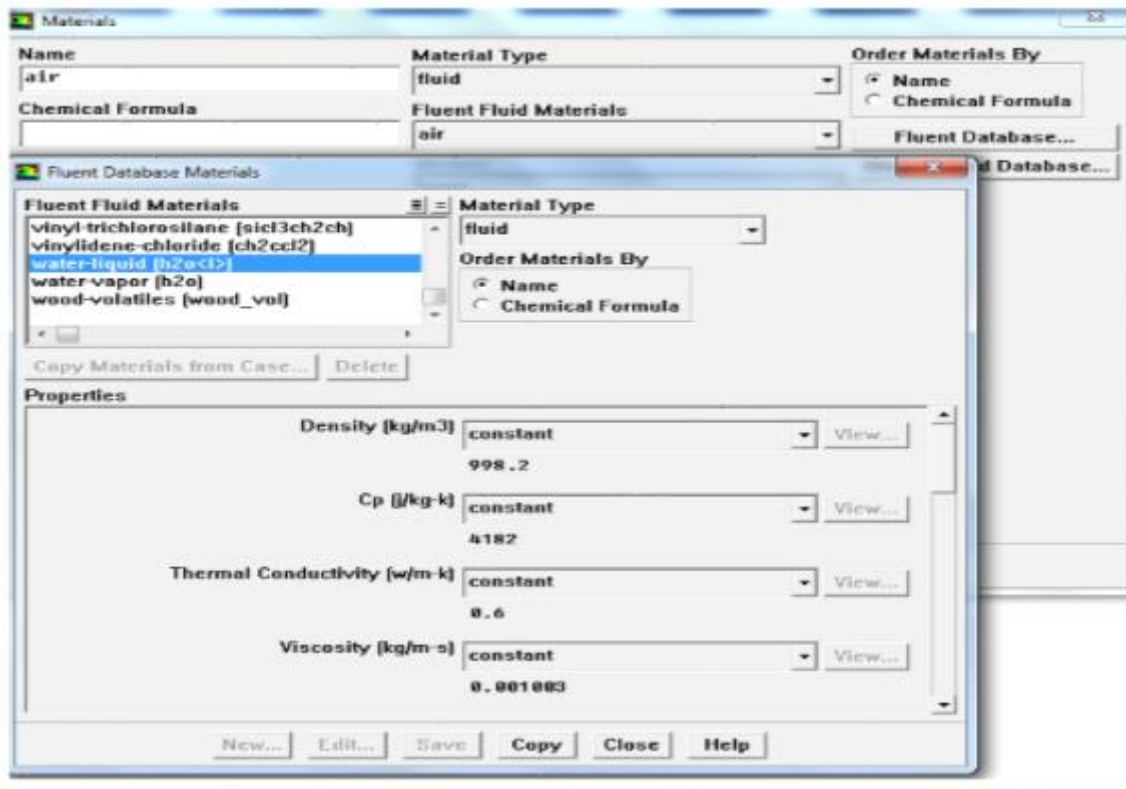 Materials
Name
air
Chemical Formula
Material Type
fluid
Fluent Fluid Materials
air
Order Materials By
Name
Chemical Formula
Fluent Database...
d Database...
Fluent Database Materials
Fluent Fluid Materials
vinyl-trichlorosilane (sicl3ch2ch)
vinylidene-chloride (ch2ccl2)
water-liquid (h2o<l>)
water-vapor (h2o)
wood-volatiles (wood_vol)
Material Type
fluid
Order Materials By
Name
Chemical Formula
Copy Materials from Case... Delete
Properties
Density (kg/m3) constant View...
998.2
Cp (j/kg-k) constant View...
4182
Thermal Conductivity (w/m-k) constant View...
0.6
Viscosity (kg/m-s) constant View...
0.001003
New... Edit... Save Copy Close Help